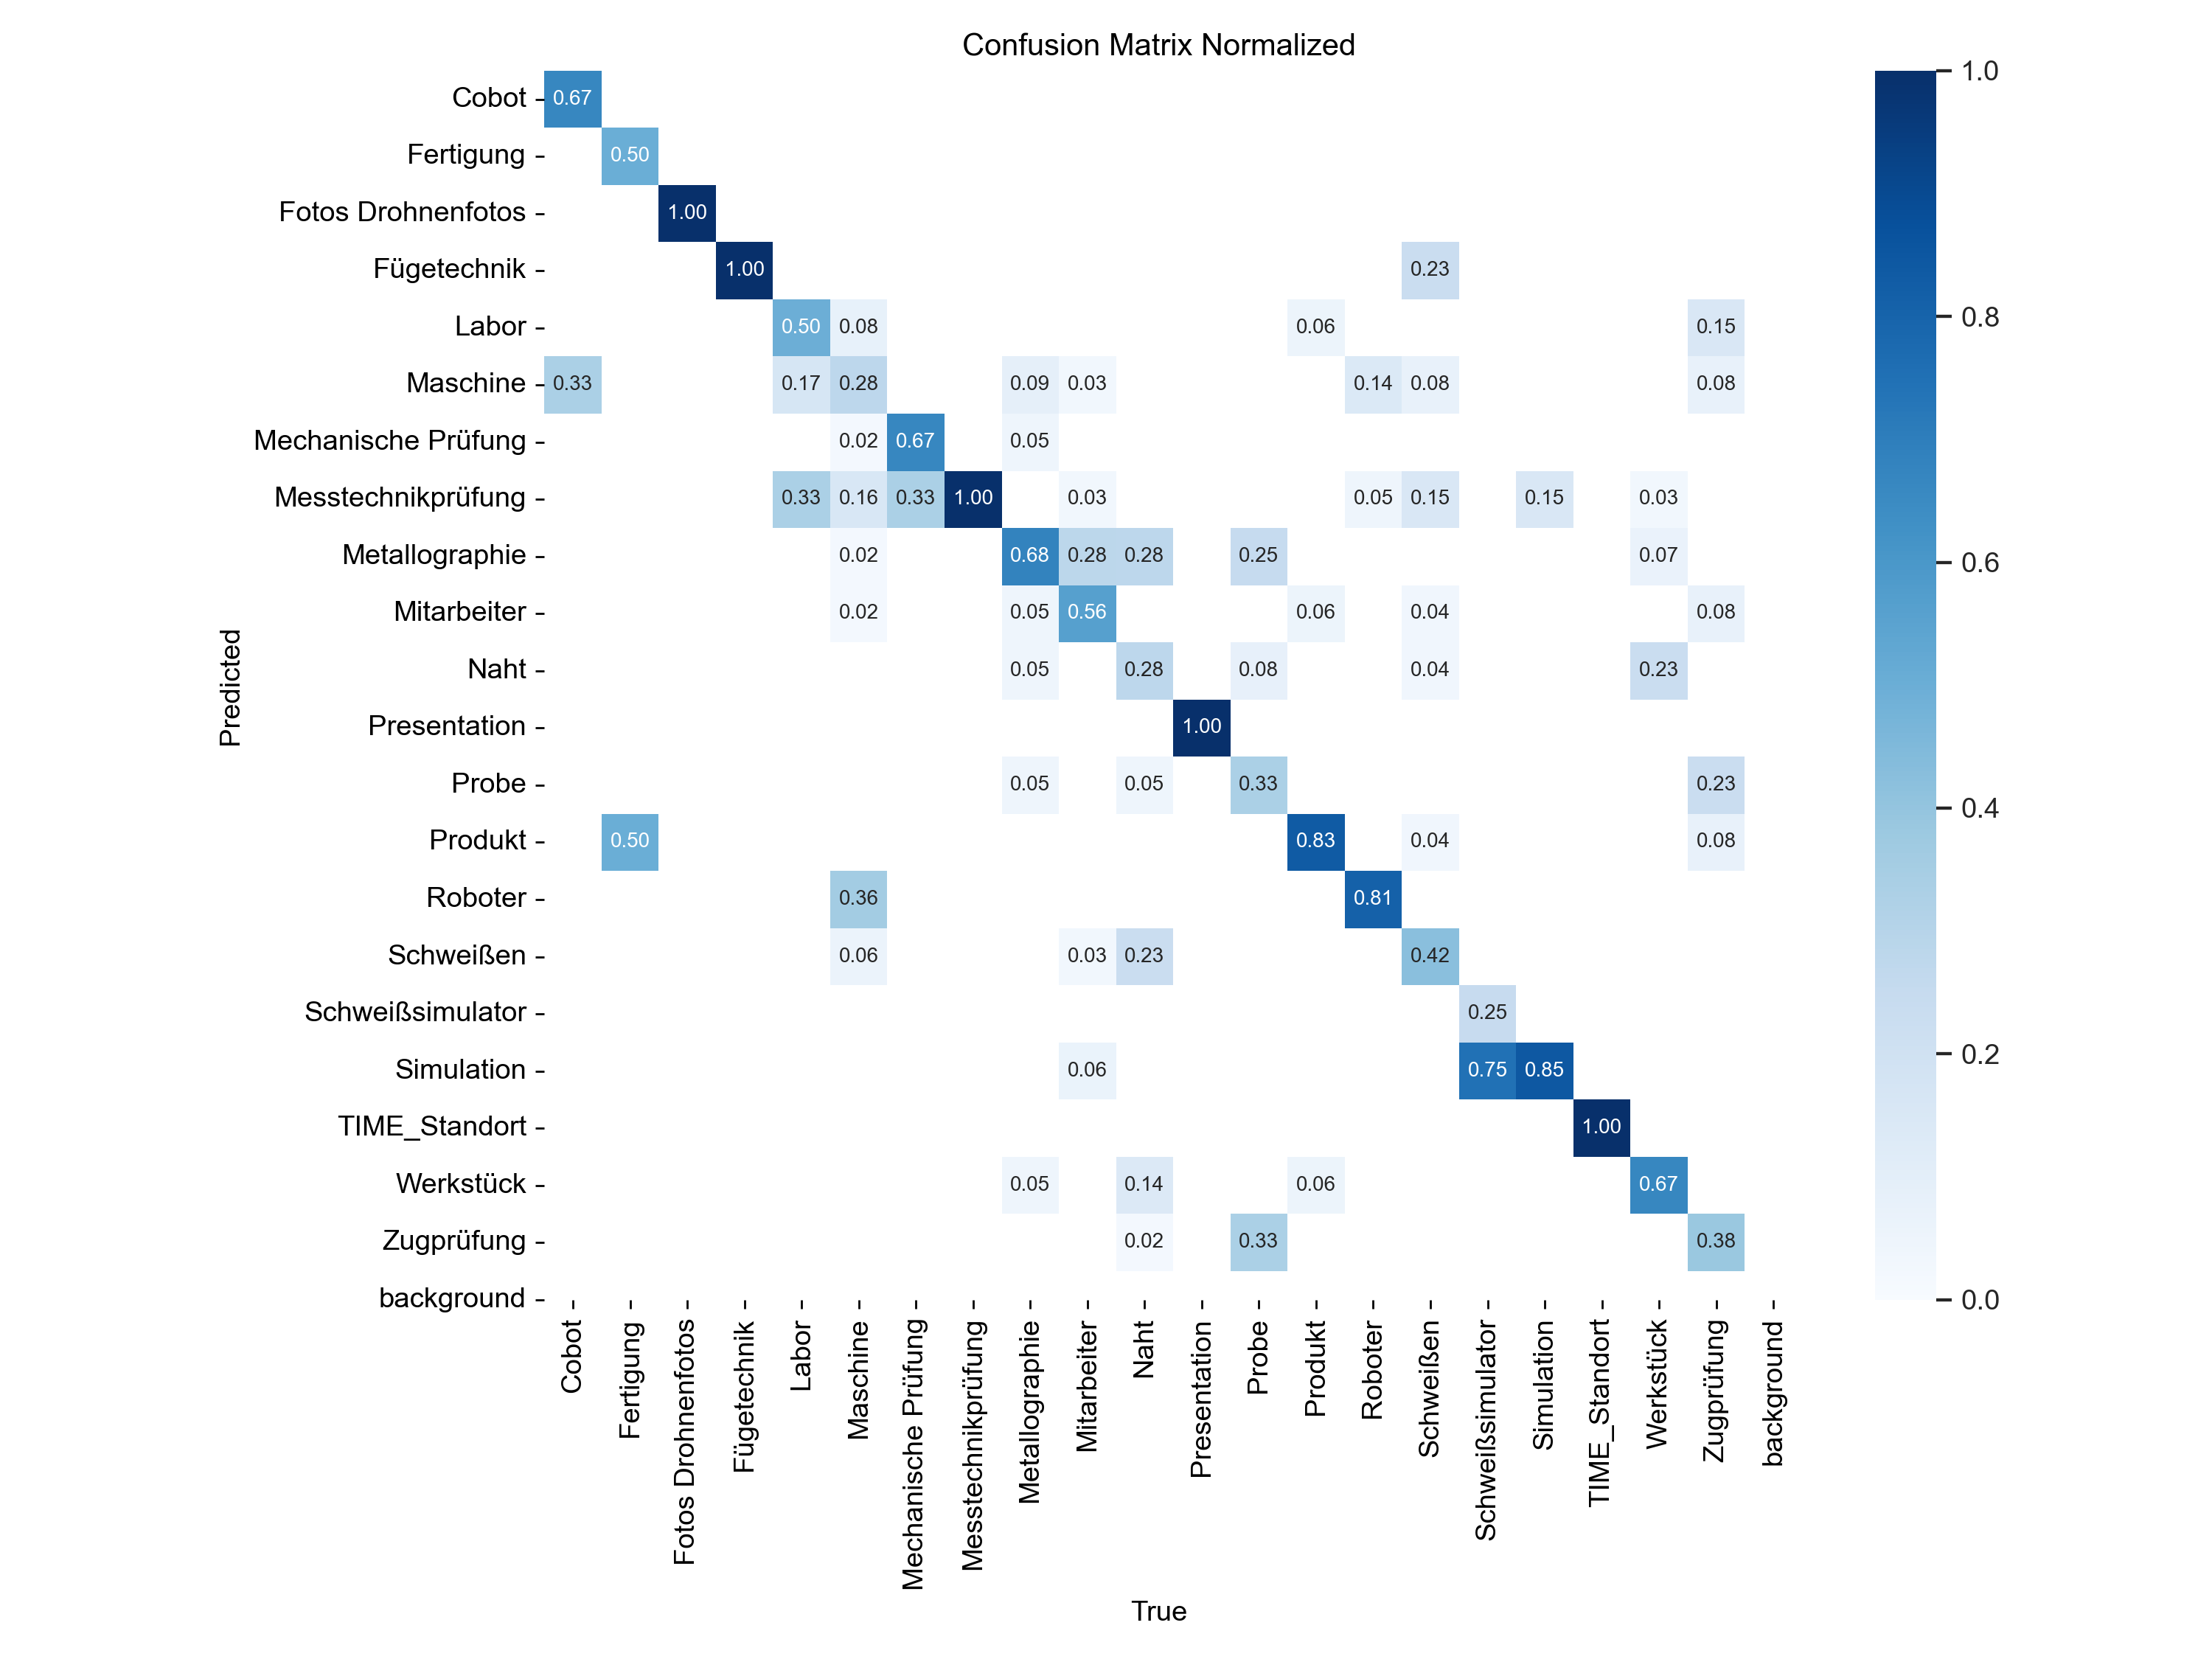 Confusion Matrix Normalized
Cobot 0.67
Fertigung 0.50
Fotos Drohnenfotos 1.00
Fügetechnik 1.00 0.23
Labor 0.50 0.08 0.06 0.15
Maschine 0.33 0.17 0.28 0.09 0.03 0.14 0.08 0.08
Mechanische Prüfung 0.02 0.67 0.05
Messtechnikprüfung 0.33 0.16 0.33 1.00 0.03 0.05 0.15 0.15 0.03
Metallographie 0.02 0.68 0.28 0.28 0.25 0.07
Mitarbeiter 0.02 0.05 0.56 0.06 0.04 0.08
Naht 0.05 0.28 0.08 0.04 0.23
Presentation 1.00
Probe 0.05 0.05 0.33 0.23
Produkt 0.50 0.83 0.04 0.08
Roboter 0.36 0.81
Schweißen 0.06 0.03 0.23 0.42
Schweißsimulator 0.25
Simulation 0.06 0.75 0.85
TIME_Standort 1.00
Werkstück 0.05 0.14 0.06 0.67
Zugprüfung 0.02 0.33 0.38
background
Predicted
Cobot
Fertigung
Fotos Drohnenfotos
Fügetechnik
Labor
Maschine
Mechanische Prüfung
Messtechnikprüfung
Metallographie
Mitarbeiter
Naht
Presentation
Probe
Produkt
Roboter
Schweißen
Schweißsimulator
Simulation
TIME_Standort
Werkstück
Zugprüfung
background
True
1.0
0.8
0.6
0.4
0.2
0.0